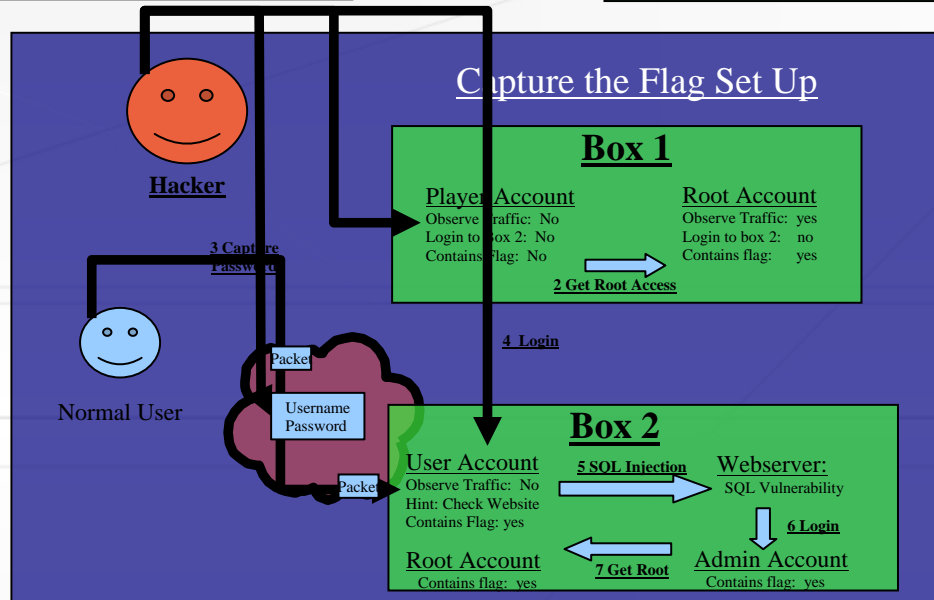 Capture the Flag Set Up
Hacker
Box 1
Player Account
Observe Traffic: No
Login to Box 2: No
Contains Flag: No
Root Account
Observe Traffic: yes
Login to box 2: no
Contains flag: yes
2 Get Root Access
3 Capture
Password
Normal User
Packet
Username
Password
Packet
4 Login
Box 2
User Account
Observe Traffic: No
Hint: Check Website
Contains Flag: yes
5 SQL Injection
Webserver:
SQL Vulnerability
6 Login
Root Account
Contains flag: yes
7 Get Root
Admin Account
Contains flag: yes